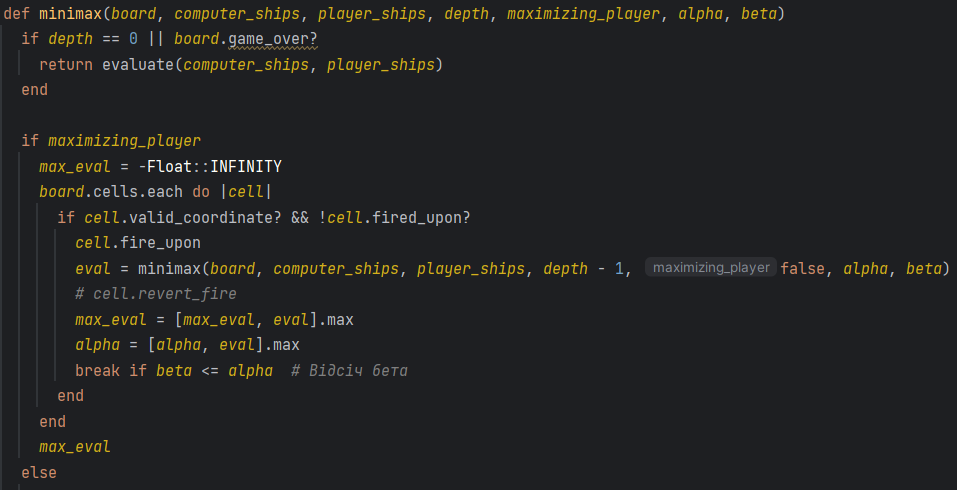 def minimax(board, computer_ships, player_ships, depth, maximizing_player, alpha, beta)
if depth == 0 || board.game_over?
return evaluate(computer_ships, player_ships)
end
if maximizing_player
max_eval = -Float::INFINITY
board.cells.each do |cell|
if cell.valid_coordinate? && !cell.fired_upon?
cell.fire_upon
eval = minimax(board, computer_ships, player_ships, depth - 1, maximizing_player false, alpha, beta)
# cell.revert_fire
max_eval = [max_eval, eval].max
alpha = [alpha, eval].max
break if beta <= alpha # Відсіч бета
end
end
max_eval
else